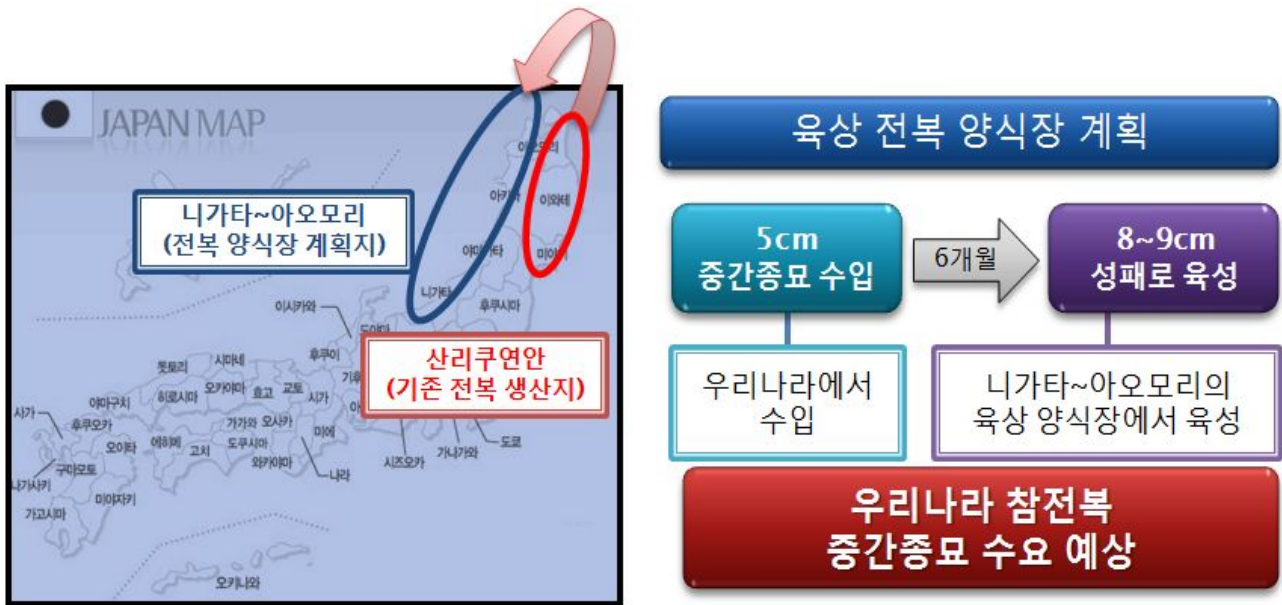 JAPAN MAP
아오모리
아키타
이와테
니가타~아오모리
(전복 양식장 계획지)
야마가타
미야기
니가타
후쿠시마
이시카와
후쿠이
산리쿠연안
(기존 전복 생산지)
돗토리
시마네
히로시마
오카야마
효고
교토
시가
야마구치
사가
후쿠오카
오이타
에히메
고치
가가와
오사카
도쿠시마
와카야마
미에
나라
시즈오카
가나가와
도쿄
구마모토
나가사키
미야자키
가고시마
오키나와
육상 전복 양식장 계획
5cm
중간종묘 수입
6개월
8~9cm
성패로 육성
우리나라에서
수입
니가타~아오모리의
육상 양식장에서 육성
우리나라 참전복
중간종묘 수요 예상